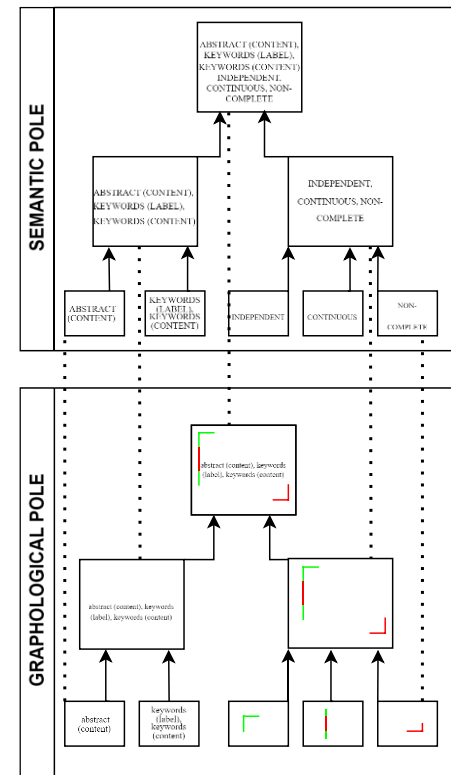 SEMANTIC POLE
ABSTRACT (CONTENT),
KEYWORDS (LABEL),
KEYWORDS (CONTENT)
INDEPENDENT,
CONTINUOUS, NON-
COMPLETE
ABSTRACT (CONTENT),
KEYWORDS (LABEL),
KEYWORDS (CONTENT)
INDEPENDENT,
CONTINUOUS, NON-
COMPLETE
ABSTRACT
(CONTENT)
KEYWORDS
(LABEL),
KEYWORDS
(CONTENT)
INDEPENDENT
CONTINUOUS
NON-
COMPLETE
GRAPHOLOGICAL POLE
abstract (content), keywords
(label), keywords (content)
abstract (content), keywords
(label), keywords (content)
abstract
(content)
keywords
(label),
keywords
(content)